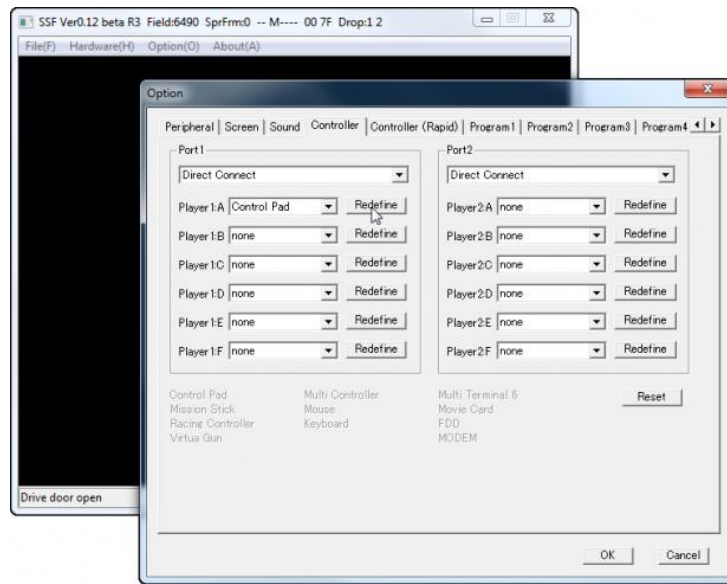 SSF Ver0.12 beta R3 Field:6490 SprFrm:0 -- M---- 00 7F Drop:1 2
File(F) Hardware(H) Option(O) About(A)
Option
Peripheral Screen Sound Controller Controller (Rapid) Program1 Program2 Program3 Program4
Port1 Port2
Direct Connect Direct Connect
Player1:A Control Pad Redefine Player2:A none Redefine
Player1:B none Redefine Player2:B none Redefine
Player1:C none Redefine Player2:C none Redefine
Player1:D none Redefine Player2:D none Redefine
Player1:E none Redefine Player2:E none Redefine
Player1:F none Redefine Player2:F none Redefine
Control Pad Multi Controller Multi Terminal 6 Reset
Mission Stick Mouse Movie Card
Racing Controller Keyboard FDD
Virtua Gun MODEM
Drive door open
OK Cancel